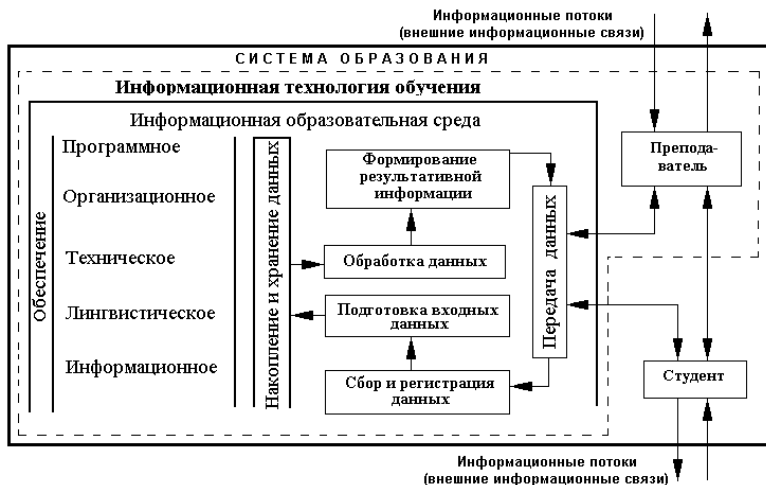 Информационные потоки
(внешние информационные связи)
СИСТЕМА ОБРАЗОВАНИЯ
Информационная технология обучения
Информационная образовательная среда
Обеспечение
Программное
Организационное
Техническое
Лингвистическое
Информационное
Накопление и хранение данных
Формирование
результативной
информации
Обработка данных
Подготовка входных
данных
Сбор и регистрация
данных
Передача данных
Препода-
ватель
Студент
Информационные потоки
(внешние информационные связи)